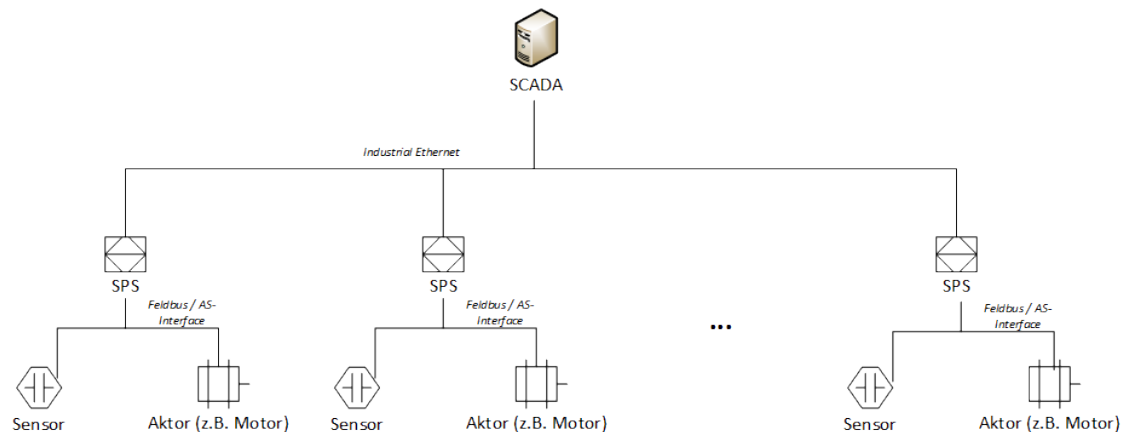 SCADA
Industrial Ethernet
SPS
SPS
SPS
Feldbus / AS-
Interface
Feldbus / AS-
Interface
...
Feldbus / AS-
Interface
Sensor
Aktor (z.B. Motor)
Sensor
Aktor (z.B. Motor)
Sensor
Aktor (z.B. Motor)